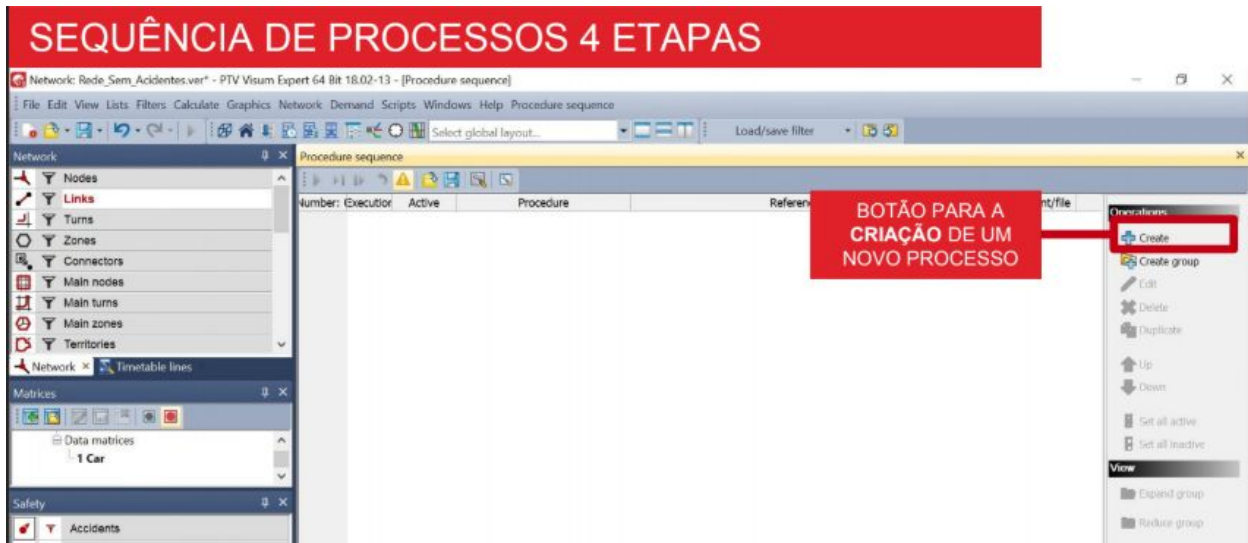 SEQUÊNCIA DE PROCESSOS 4 ETAPAS
Network: Rede_Sem_Acidentes.ver* - PTV Visum Expert 64 Bit 18.02-13 - [Procedure sequence]
File Edit View Lists Filters Calculate Graphics Network Demand Scripts Windows Help Procedure sequence
Select global layout... Load/save filter
Network
Procedure sequence
Nodes
Links
Turns
Zones
Connectors
Main nodes
Main turns
Main zones
Territories
Network Timetable lines
Matrices
Data matrices
1 Car
Safety
Accidents
Number: Execution Active Procedure Referen nt/file
BOTÃO PARA A
CRIAÇÃO DE UM
NOVO PROCESSO
Operations
Create
Create group
Edit
Delete
Duplicate
Up
Down
Set all active
Set all inactive
View
Expand group
Reduce group